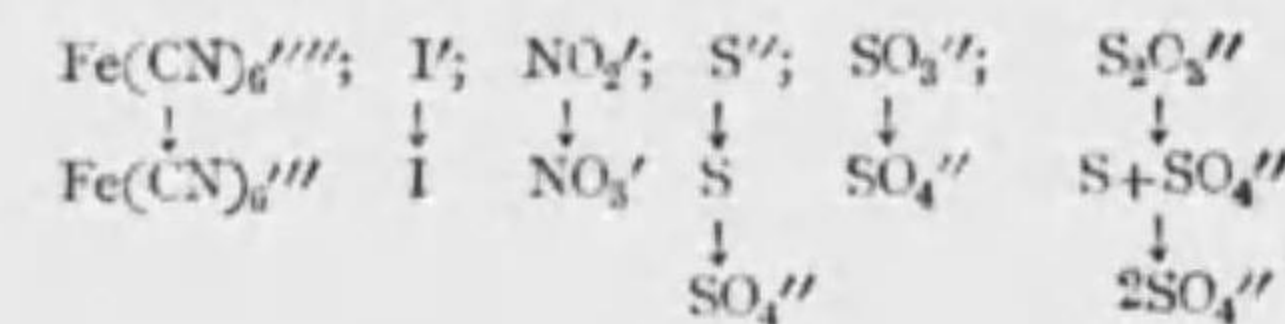 Fe(CN)₆′′′′; I′; NO₂′; S′′; SO₃′′; S₂O₃′′
↓ ↓ ↓ ↓ ↓ ↓
Fe(CN)₆′′′ I NO₃′ S SO₄′′ S+SO₄′′
↓ ↓
SO₄′′ 2SO₄′′